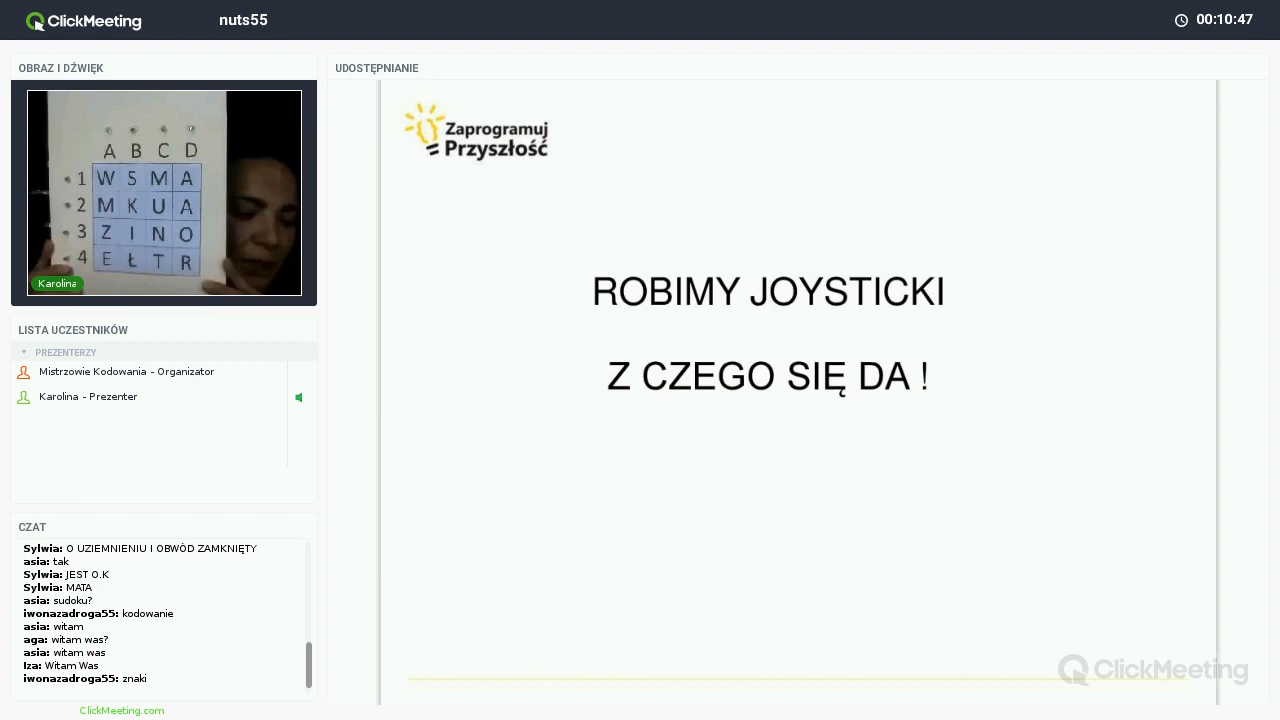 ClickMeeting
nuts55
00:10:47
OBRAZ I DŹWIĘK
A B C D
1 W S M A
2 M K U A
3 Z I N O
4 E Ł T R
Karolina
LISTA UCZESTNIKÓW
PREZENTERZY
Mistrzowie Kodowania - Organizator
Karolina - Prezenter
CZAT
Sylwia: O UZIEMNIENIU I OBWÓD ZAMKNIĘTY
asia: tak
Sylwia: JEST O.K
Sylwia: MATA
asia: sudoku?
iwonazadroga55: kodowanie
asia: witam
aga: witam was?
asia: witam was
Iza: Witam Was
iwonazadroga55: znaki
ClickMeeting.com
UDOSTĘPNIANIE
Zaprogramuj
Przyszłość
ROBIMY JOYSTICKI
Z CZEGO SIĘ DA !
ClickMeeting